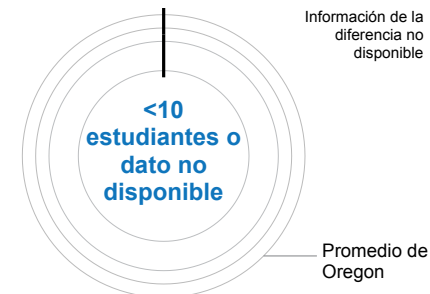 Información de la
diferencia no
disponible
<10
estudiantes o
dato no
disponible
Promedio de
Oregon